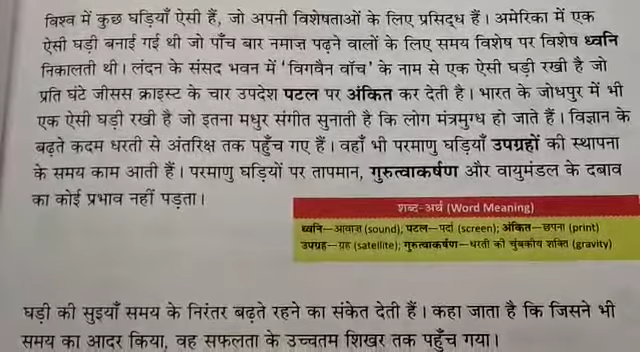 विश्व में कुछ घड़ियाँ ऐसी हैं, जो अपनी विशेषताओं के लिए प्रसिद्ध हैं। अमेरिका में एक
ऐसी घड़ी बनाई गई थी जो पाँच बार नमाज़ पढ़ने वालों के लिए समय विशेष पर विशेष ध्वनि
निकालती थी। लंदन के संसद भवन में 'विगवैन वॉच' के नाम से एक ऐसी घड़ी रखी है जो
प्रति घंटे जीसस क्राइस्ट के चार उपदेश पटल पर अंकित कर देती है। भारत के जोधपुर में भी
एक ऐसी घड़ी रखी है जो इतना मधुर संगीत सुनाती है कि लोग मंत्रमुग्ध हो जाते हैं। विज्ञान के
बढ़ते कदम धरती से अंतरिक्ष तक पहुँच गए हैं। वहाँ भी परमाणु घड़ियाँ उपग्रहों की स्थापना
के समय काम आती हैं। परमाणु घड़ियों पर तापमान, गुरुत्वाकर्षण और वायुमंडल के दबाव
का कोई प्रभाव नहीं पड़ता।
शब्द-अर्थ (Word Meaning)
ध्वनि—आवाज़ (sound); पटल—पर्दा (screen); अंकित—छपना (print)
उपग्रह—ग्रह (satellite); गुरुत्वाकर्षण—धरती की चुंबकीय शक्ति (gravity)
घड़ी की सुइयाँ समय के निरंतर बढ़ते रहने का संकेत देती हैं। कहा जाता है कि जिसने भी
समय का आदर किया, वह सफलता के उच्चतम शिखर तक पहुँच गया।